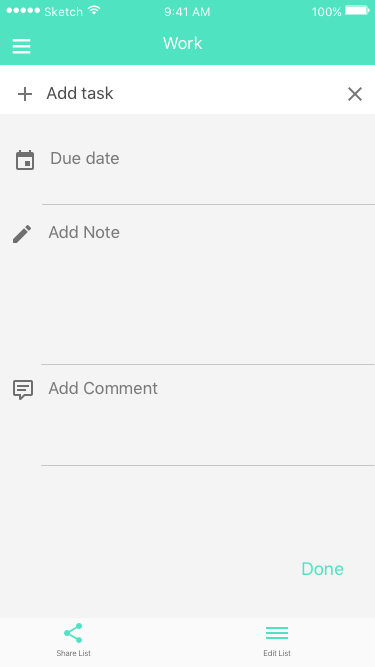 Sketch 9:41 AM 100%
Work
Add task
Due date
Add Note
Add Comment
Done
Share List Edit List